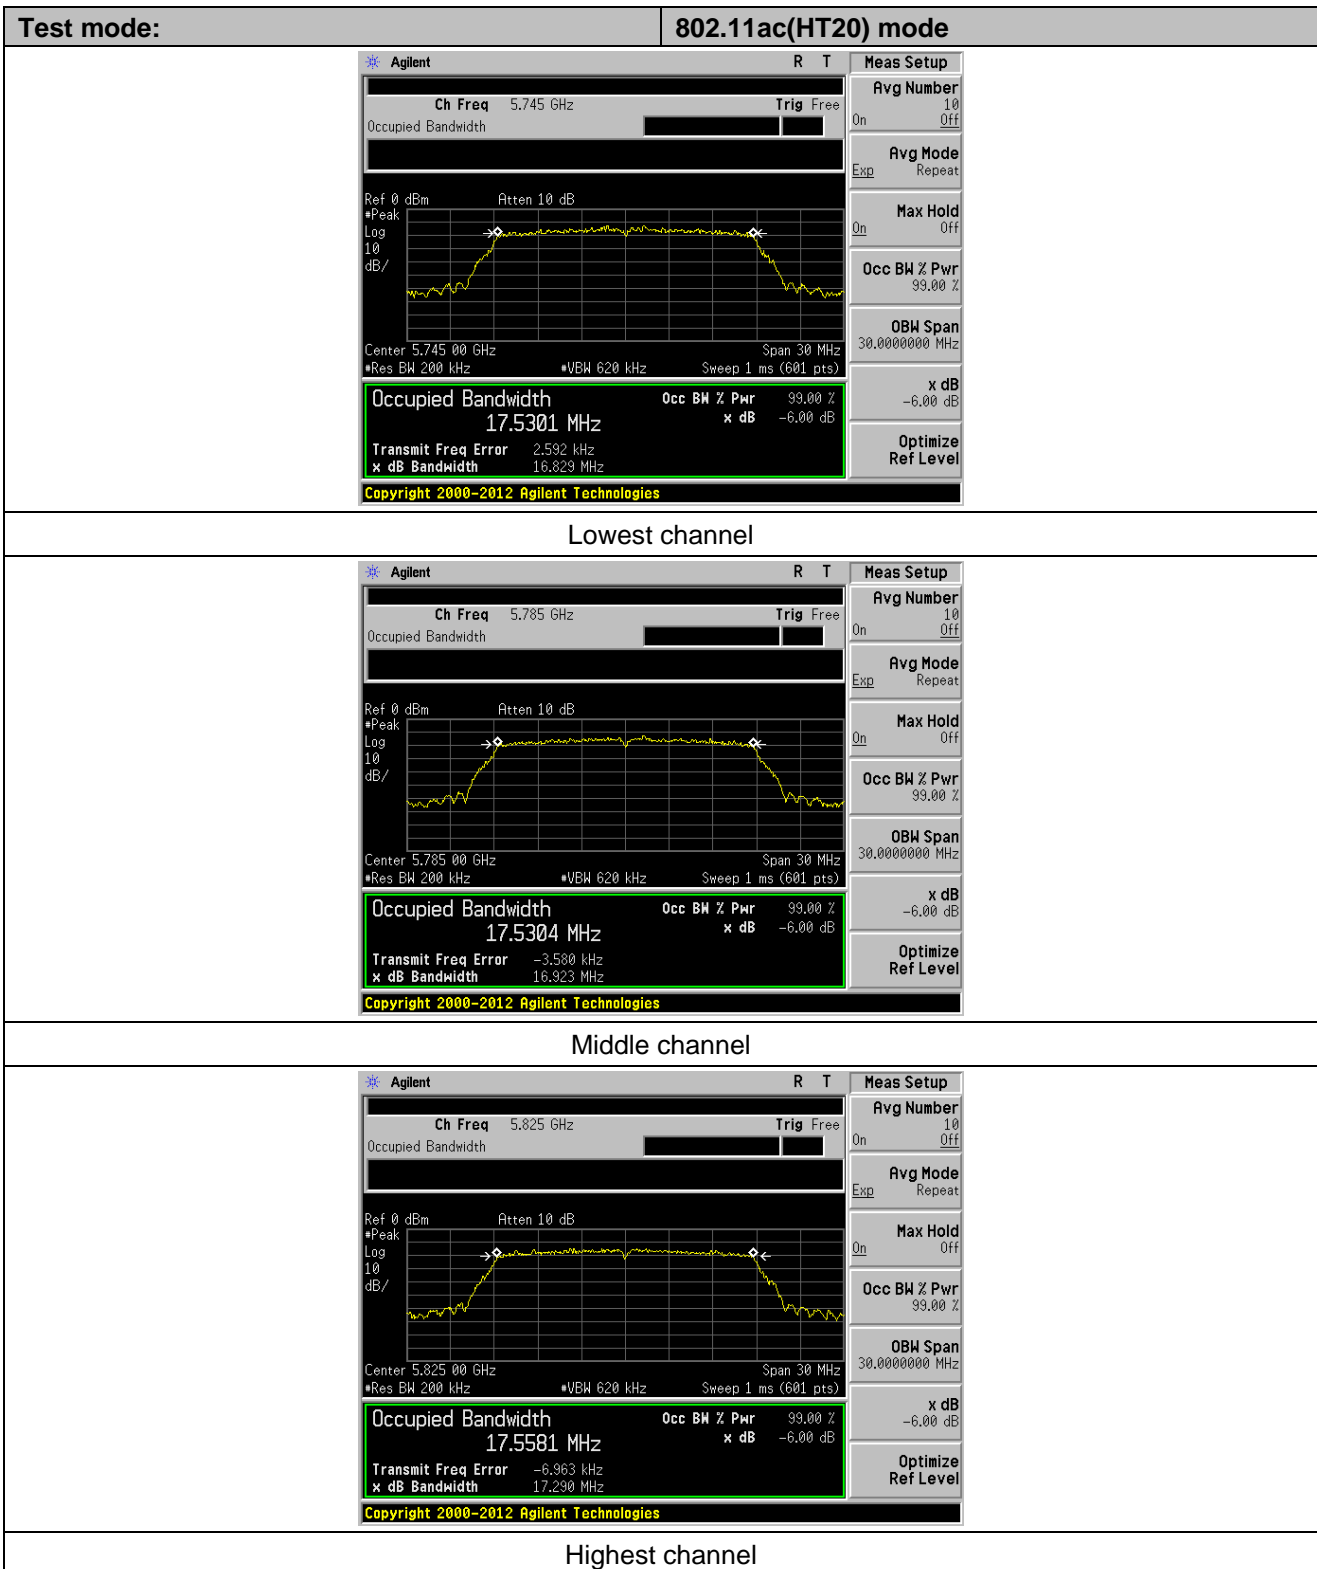 Test mode: 802.11ac(HT20) mode
Agilent R T Meas Setup
Ch Freq 5.745 GHz Trig Free
Occupied Bandwidth
Avg Number
10
On Off
Avg Mode
Exp Repeat
Max Hold
On Off
Occ BW % Pwr
99.00 %
OBW Span
30.0000000 MHz
x dB
-6.00 dB
Optimize
Ref Level
Ref 0 dBm Atten 10 dB
#Peak
Log
10
dB/
Center 5.745 00 GHz Span 30 MHz
#Res BW 200 kHz #VBW 620 kHz Sweep 1 ms (601 pts)
Occupied Bandwidth Occ BW % Pwr 99.00 %
17.5301 MHz x dB -6.00 dB
Transmit Freq Error 2.592 kHz
x dB Bandwidth 16.829 MHz
Copyright 2000-2012 Agilent Technologies
Lowest channel
Agilent R T Meas Setup
Ch Freq 5.785 GHz Trig Free
Occupied Bandwidth
Avg Number
10
On Off
Avg Mode
Exp Repeat
Max Hold
On Off
Occ BW % Pwr
99.00 %
OBW Span
30.0000000 MHz
x dB
-6.00 dB
Optimize
Ref Level
Ref 0 dBm Atten 10 dB
#Peak
Log
10
dB/
Center 5.785 00 GHz Span 30 MHz
#Res BW 200 kHz #VBW 620 kHz Sweep 1 ms (601 pts)
Occupied Bandwidth Occ BW % Pwr 99.00 %
17.5304 MHz x dB -6.00 dB
Transmit Freq Error -3.580 kHz
x dB Bandwidth 16.923 MHz
Copyright 2000-2012 Agilent Technologies
Middle channel
Agilent R T Meas Setup
Ch Freq 5.825 GHz Trig Free
Occupied Bandwidth
Avg Number
10
On Off
Avg Mode
Exp Repeat
Max Hold
On Off
Occ BW % Pwr
99.00 %
OBW Span
30.0000000 MHz
x dB
-6.00 dB
Optimize
Ref Level
Ref 0 dBm Atten 10 dB
#Peak
Log
10
dB/
Center 5.825 00 GHz Span 30 MHz
#Res BW 200 kHz #VBW 620 kHz Sweep 1 ms (601 pts)
Occupied Bandwidth Occ BW % Pwr 99.00 %
17.5581 MHz x dB -6.00 dB
Transmit Freq Error -6.963 kHz
x dB Bandwidth 17.290 MHz
Copyright 2000-2012 Agilent Technologies
Highest channel